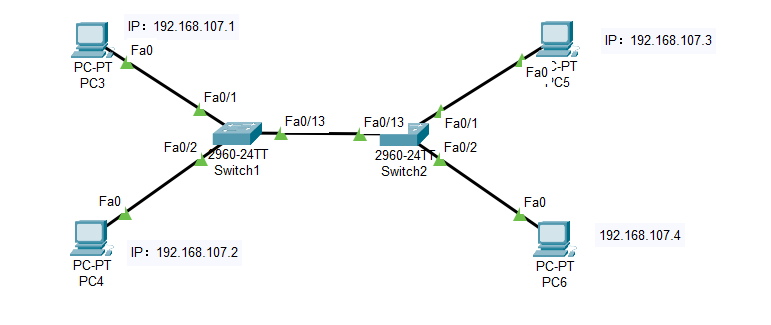 IP：192.168.107.1
Fa0
PC-PT
PC3
Fa0/1
Fa0/13
Fa0/13
Fa0/2
2960-24TT
Switch1
Fa0
PC-PT
PC4
IP：192.168.107.2
IP：192.168.107.3
Fa0
C-PT
PC5
Fa0/1
Fa0/2
2960-24TT
Switch2
Fa0
192.168.107.4
PC-PT
PC6